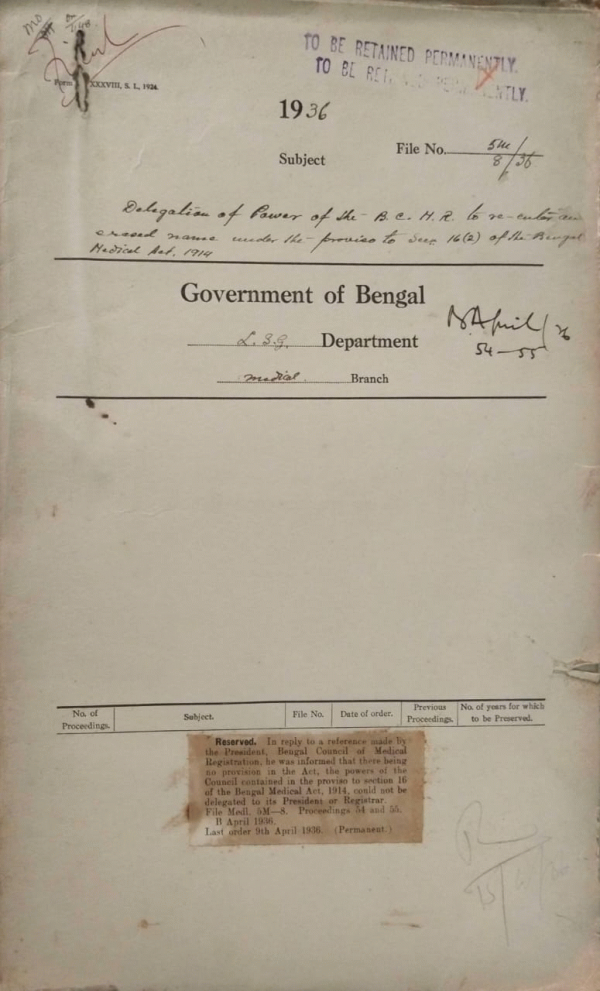 TO BE RETAINED PERMANENTLY.
TO BE RET
Form XXXVIII, S. L., 1924.
1936
Subject
File No. 5M/8/36
Delegation of Power of the B. C. M. R. to re-enter an
erased name under the proviso to Sec 16(2) of the Bengal
Medical Act, 1914
Government of Bengal
L. S. G. Department
Medical Branch
B April/36
54–55
No. of Proceedings. Subject. File No. Date of order. Previous Proceedings. No. of years for which to be Preserved.
Reserved. In reply to a reference made by
the President, Bengal Council of Medical
Registration, he was informed that there being
no provision in the Act, the powers of the
Council contained in the proviso to section 16
of the Bengal Medical Act, 1914, could not be
delegated to its President or Registrar.
File Medl. 5M—8. Proceedings 54 and 55.
B April 1936.
Last order 9th April 1936. (Permanent.)